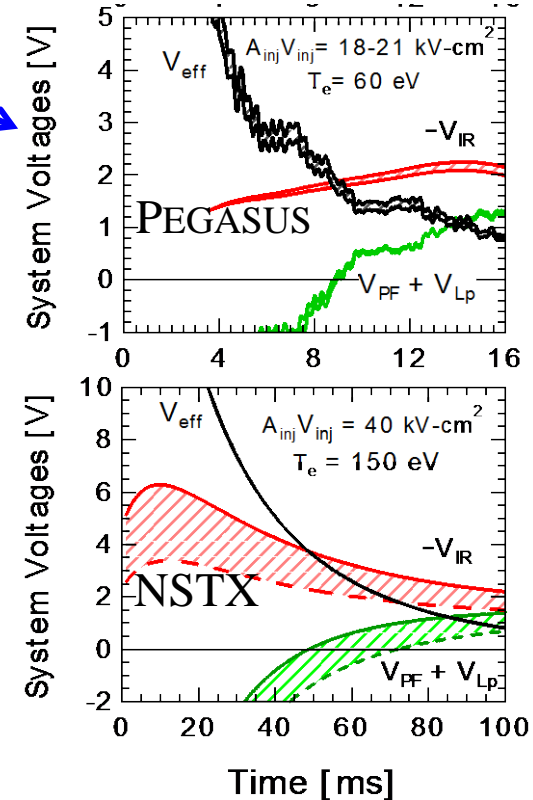 System Voltages [V]
5
4
3
2
1
0
-1
V_eff
A_inj V_inj = 18-21 kV-cm²
T_e = 60 eV
-V_IR
PEGASUS
V_PF + V_Lp
0 4 8 12 16
System Voltages [V]
10
8
6
4
2
0
-2
V_eff
A_inj V_inj = 40 kV-cm²
T_e = 150 eV
-V_IR
NSTX
V_PF + V_Lp
0 20 40 60 80 100
Time [ms]